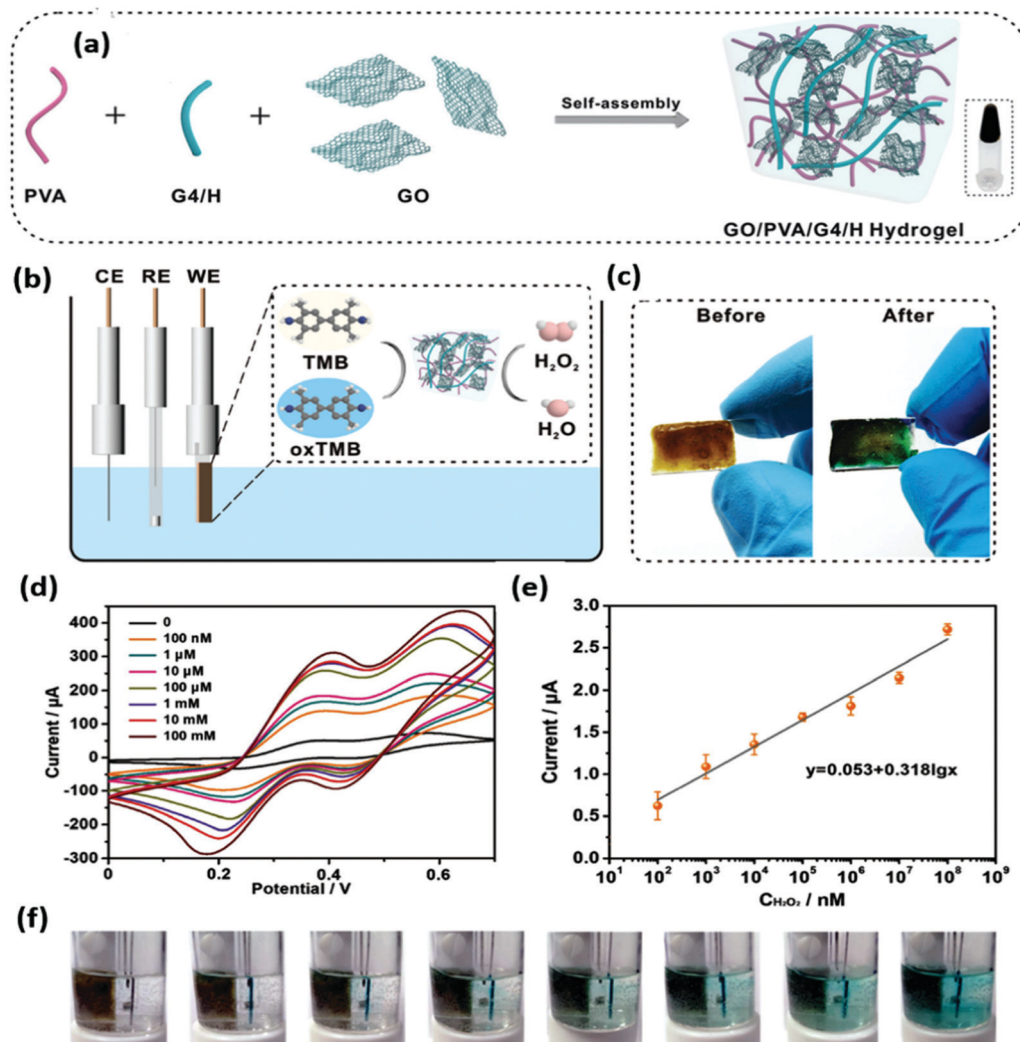 (a)
PVA
+
G4/H
+
GO
Self-assembly
GO/PVA/G4/H Hydrogel
(b)
CE RE WE
TMB
oxTMB
H₂O₂
H₂O
(c)
Before
After
(d)
Current / µA
400
300
200
100
0
-100
-200
-300
0
100 nM
1 µM
10 µM
100 µM
1 mM
10 mM
100 mM
0.0 0.2 0.4 0.6
Potential / V
(e)
Current / µA
3.0
2.5
2.0
1.5
1.0
0.5
0.0
y=0.053+0.318lgx
10¹ 10² 10³ 10⁴ 10⁵ 10⁶ 10⁷ 10⁸ 10⁹
C_H₂O₂ / nM
(f)